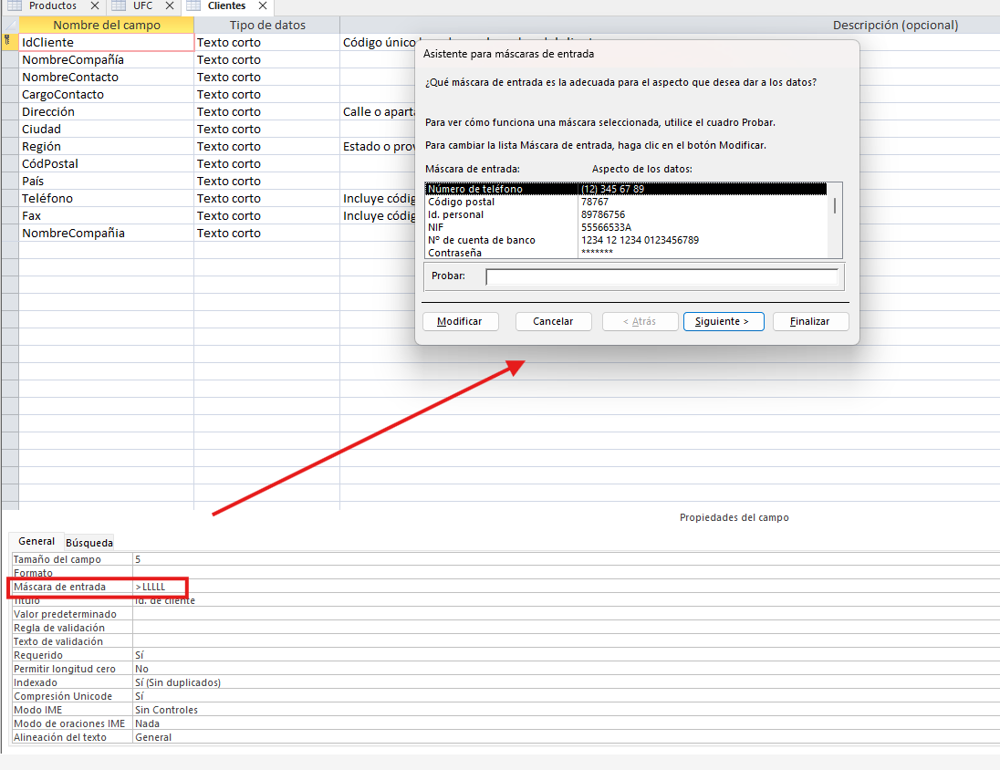 Productos UFC Clientes
Nombre del campo Tipo de datos Descripción (opcional)
IdCliente Texto corto Código único
NombreCompañía Texto corto
NombreContacto Texto corto
CargoContacto Texto corto
Dirección Texto corto Calle o aparta
Ciudad Texto corto
Región Texto corto Estado o prov
CódPostal Texto corto
País Texto corto
Teléfono Texto corto Incluye códig
Fax Texto corto Incluye códig
NombreCompañia Texto corto
Asistente para máscaras de entrada
¿Qué máscara de entrada es la adecuada para el aspecto que desea dar a los datos?
Para ver cómo funciona una máscara seleccionada, utilice el cuadro Probar.
Para cambiar la lista Máscara de entrada, haga clic en el botón Modificar.
Máscara de entrada: Aspecto de los datos:
Número de teléfono (12) 345 67 89
Código postal 78767
Id. personal 89786756
NIF 55566533A
Nº de cuenta de banco 1234 12 1234 0123456789
Contraseña *******
Probar:
Modificar Cancelar < Atrás Siguiente > Finalizar
Propiedades del campo
General Búsqueda
Tamaño del campo 5
Formato
Máscara de entrada >LLLLL
Título Id. de cliente
Valor predeterminado
Regla de validación
Texto de validación
Requerido Sí
Permitir longitud cero No
Indexado Sí (Sin duplicados)
Compresión Unicode Sí
Modo IME Sin Controles
Modo de oraciones IME Nada
Alineación del texto General